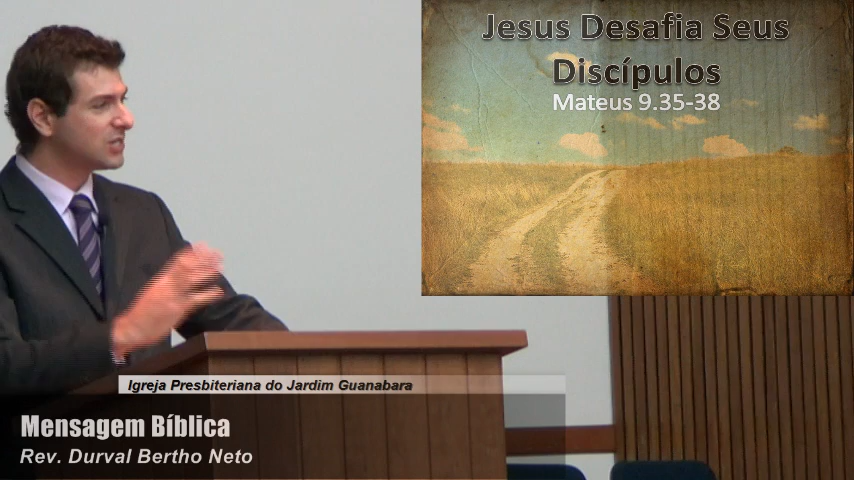 Jesus Desafia Seus
Discípulos
Mateus 9.35-38
Igreja Presbiteriana do Jardim Guanabara
Mensagem Bíblica
Rev. Durval Bertho Neto